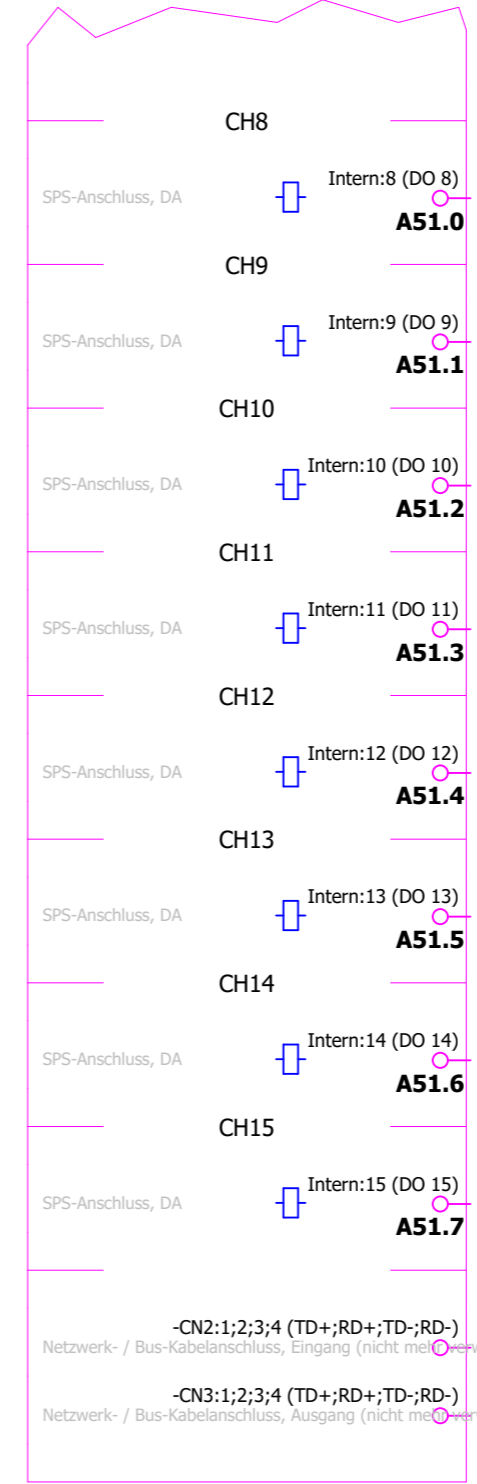 CH8
Intern:8 (DO 8)
SPS-Anschluss, DA
A51.0
CH9
Intern:9 (DO 9)
SPS-Anschluss, DA
A51.1
CH10
Intern:10 (DO 10)
SPS-Anschluss, DA
A51.2
CH11
Intern:11 (DO 11)
SPS-Anschluss, DA
A51.3
CH12
Intern:12 (DO 12)
SPS-Anschluss, DA
A51.4
CH13
Intern:13 (DO 13)
SPS-Anschluss, DA
A51.5
CH14
Intern:14 (DO 14)
SPS-Anschluss, DA
A51.6
CH15
Intern:15 (DO 15)
SPS-Anschluss, DA
A51.7
-CN2:1;2;3;4 (TD+;RD+;TD-;RD-)
Netzwerk- / Bus-Kabelanschluss, Eingang (nicht mehr
-CN3:1;2;3;4 (TD+;RD+;TD-;RD-)
Netzwerk- / Bus-Kabelanschluss, Ausgang (nicht mehr